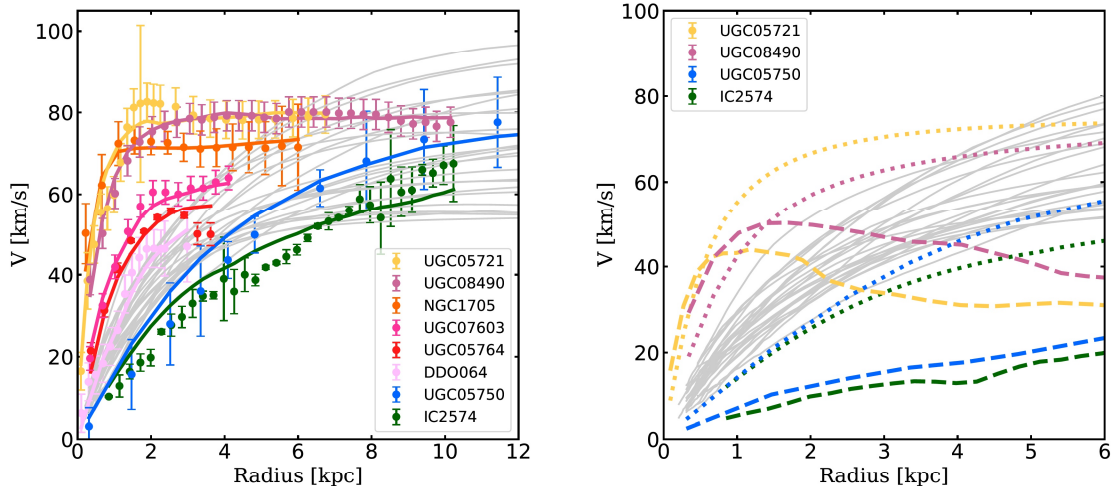 100
80
60
40
20
0
V [km/s]
0 2 4 6 8 10 12
Radius [kpc]
UGC05721
UGC08490
NGC1705
UGC07603
UGC05764
DDO064
UGC05750
IC2574
100
80
60
40
20
0
V [km/s]
0 1 2 3 4 5 6
Radius [kpc]
UGC05721
UGC08490
UGC05750
IC2574